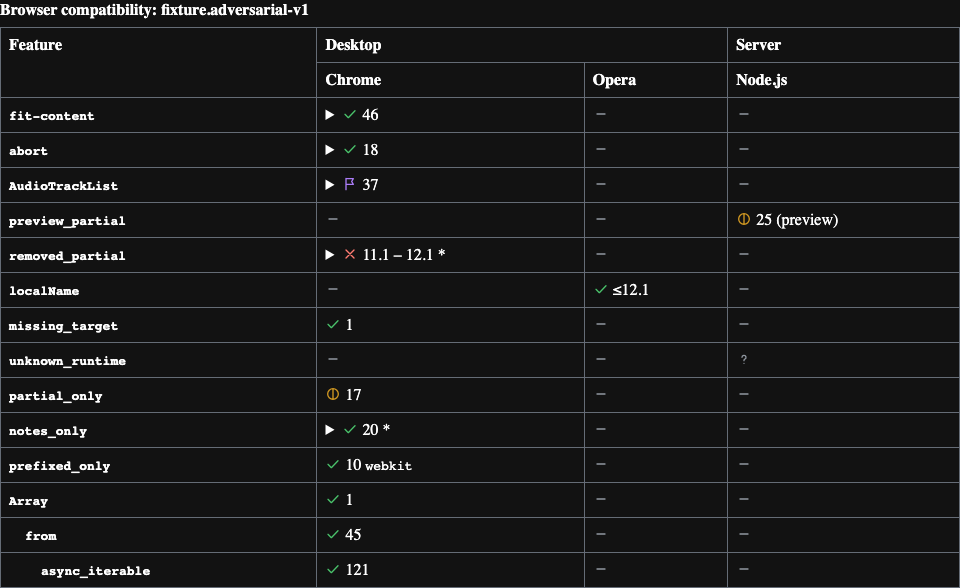 Browser compatibility: fixture.adversarial-v1
Feature Desktop Server
Chrome Opera Node.js
fit-content ▶ ✓ 46 — —
abort ▶ ✓ 18 — —
AudioTrackList ▶ 37 — —
preview_partial — — 25 (preview)
removed_partial ▶ ✕ 11.1 – 12.1 * — —
localName — ✓ ≤12.1 —
missing_target ✓ 1 — —
unknown_runtime — — ?
partial_only 17 — —
notes_only ▶ ✓ 20 * — —
prefixed_only ✓ 10 webkit — —
Array ✓ 1 — —
from ✓ 45 — —
async_iterable ✓ 121 — —